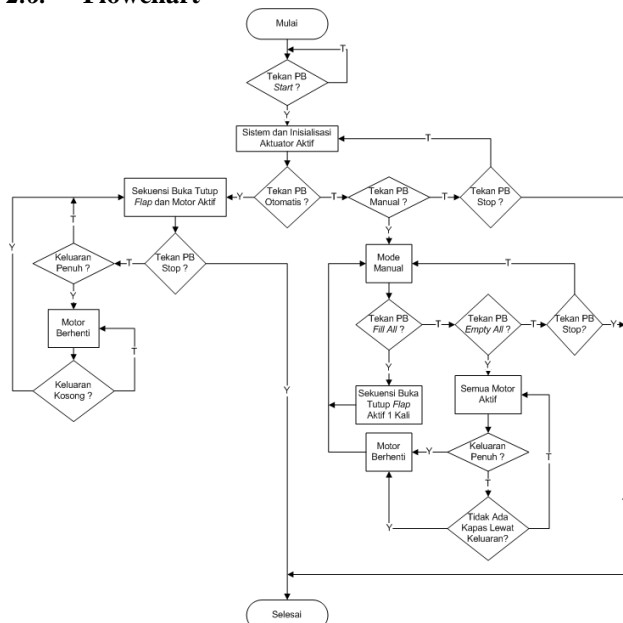 2.6. Flowchart
Mulai
T
Tekan PB
Start ?
Y
Sistem dan Inisialisasi
Aktuator Aktif
T
Sekuensi Buka Tutup
Flap dan Motor Aktif
Y
Tekan PB
Otomatis ?
T
Tekan PB
Manual ?
T
Tekan PB
Stop ?
Y
T
Y
Keluaran
Penuh ?
T
Tekan PB
Stop ?
Mode
Manual
T
Y
Motor
Berhenti
T
Tekan PB
Fill All ?
T
Tekan PB
Empty All ?
T
Tekan PB
Stop?
Y
Keluaran
Kosong ?
Y
Y
Y
Sekuensi Buka
Tutup Flap
Aktif 1 Kali
Semua Motor
Aktif
Motor
Berhenti
Y
Keluaran
Penuh ?
T
T
Tidak Ada
Kapas Lewat
Keluaran?
Y
Selesai